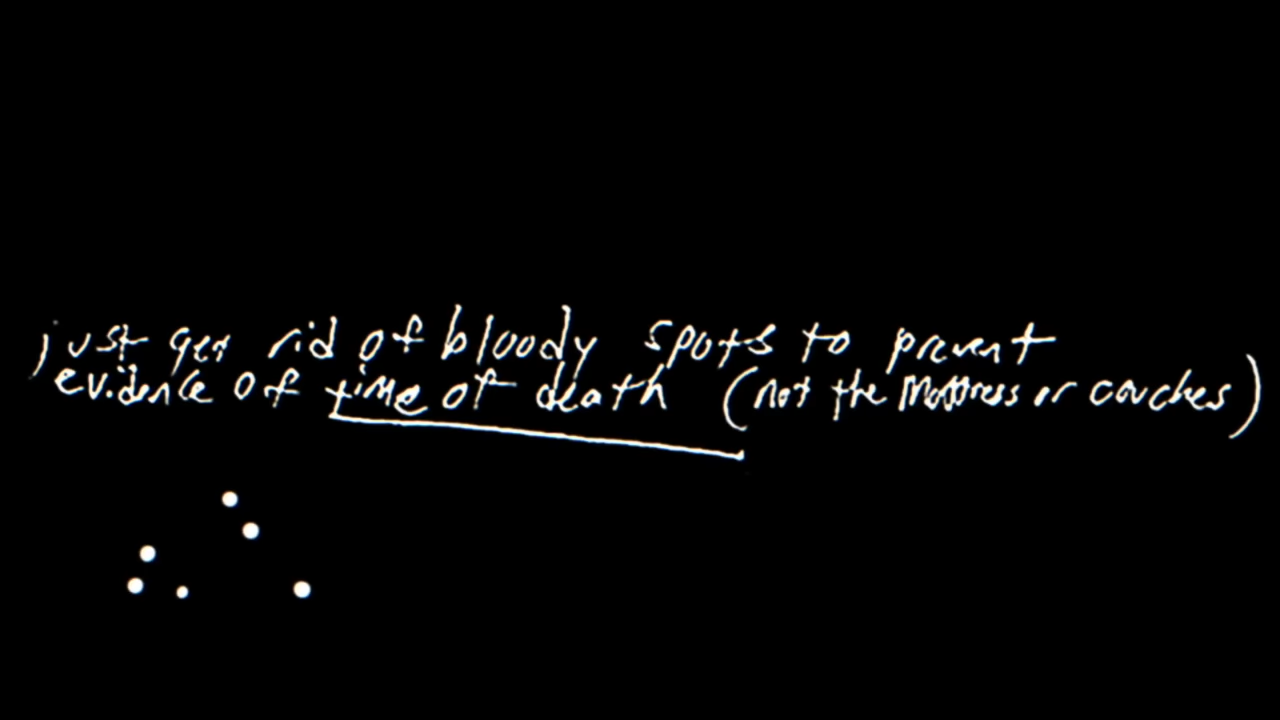 just get rid of bloody spots to prevent
evidence of time of death (not the mattress or couches)